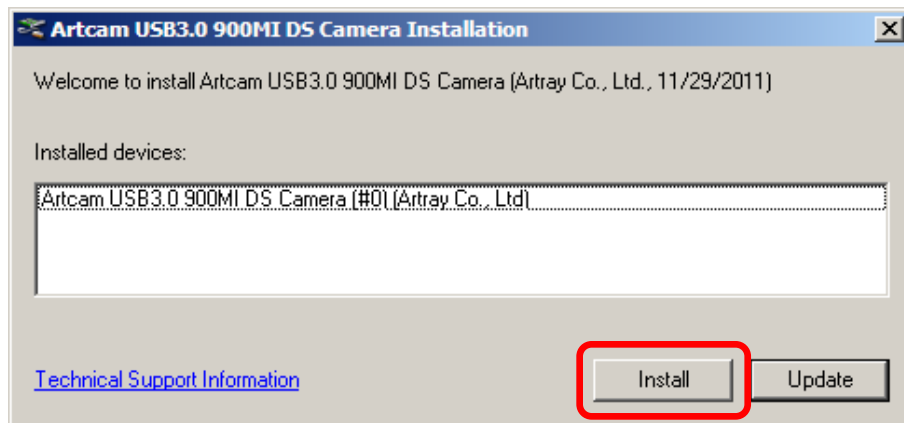 Artcam USB3.0 900MI DS Camera Installation
Welcome to install Artcam USB3.0 900MI DS Camera (Artray Co., Ltd., 11/29/2011)
Installed devices:
Artcam USB3.0 900MI DS Camera (#0) (Artray Co., Ltd)
Technical Support Information
Install
Update